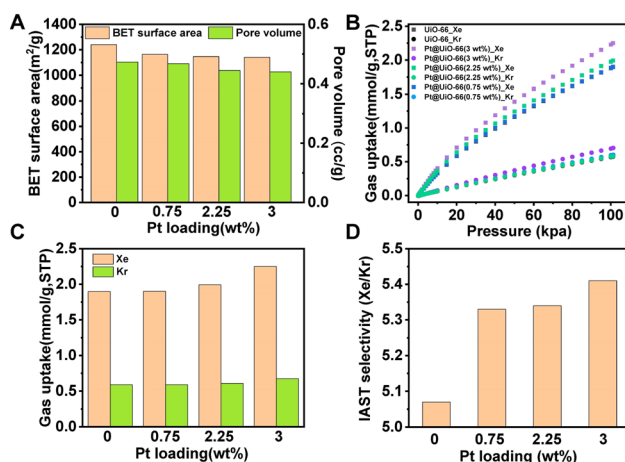 A
BET surface area
Pore volume
BET surface area(m²/g)
1400
1200
1000
800
600
400
200
0
0.6
0.4
0.2
0.0
Pore volume (cc/g)
0 0.75 2.25 3
Pt loading(wt%)
B
Gas uptake(mmol/g,STP)
2.5
2.0
1.5
1.0
0.5
0.0
UiO-66_Xe
UiO-66_Kr
Pt@UiO-66(3 wt%)_Xe
Pt@UiO-66(3 wt%)_Kr
Pt@UiO-66(2.25 wt%)_Xe
Pt@UiO-66(2.25 wt%)_Kr
Pt@UiO-66(0.75 wt%)_Xe
Pt@UiO-66(0.75 wt%)_Kr
0 20 40 60 80 100
Pressure (kpa)
C
Gas uptake(mmol/g,STP)
2.5
2.0
1.5
1.0
0.5
0.0
Xe
Kr
0 0.75 2.25 3
Pt loading(wt%)
D
IAST selectivity (Xe/Kr)
5.5
5.4
5.3
5.2
5.1
5.0
0 0.75 2.25 3
Pt loading (wt%)